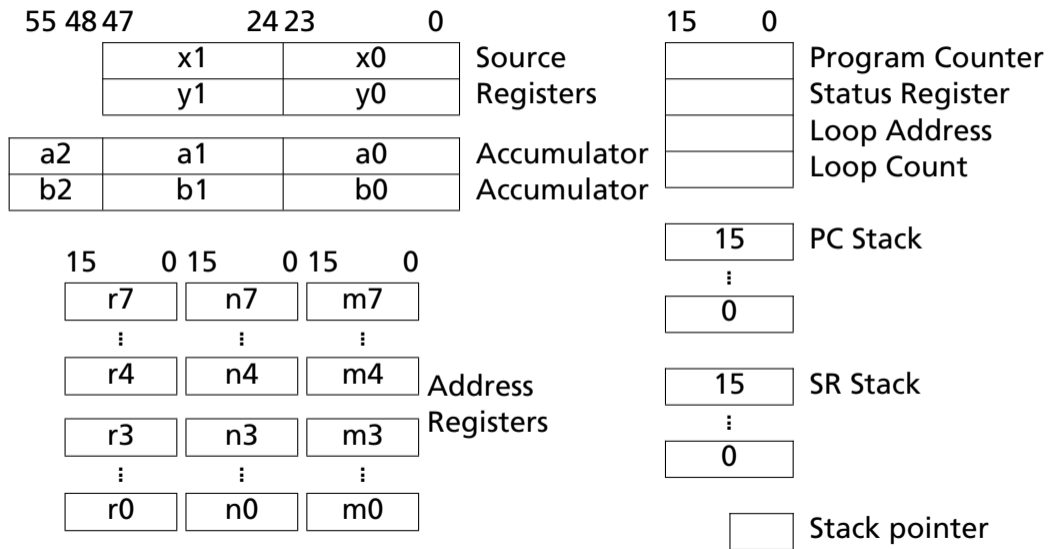 55 48 47 24 23 0
x1 x0 Source
y1 y0 Registers
a2 a1 a0 Accumulator
b2 b1 b0 Accumulator
15 0 15 0 15 0
r7 n7 m7
⋮ ⋮ ⋮
r4 n4 m4
Address
Registers
r3 n3 m3
⋮ ⋮ ⋮
r0 n0 m0
15 0
Program Counter
Status Register
Loop Address
Loop Count
15 PC Stack
⋮
0
15 SR Stack
⋮
0
Stack pointer